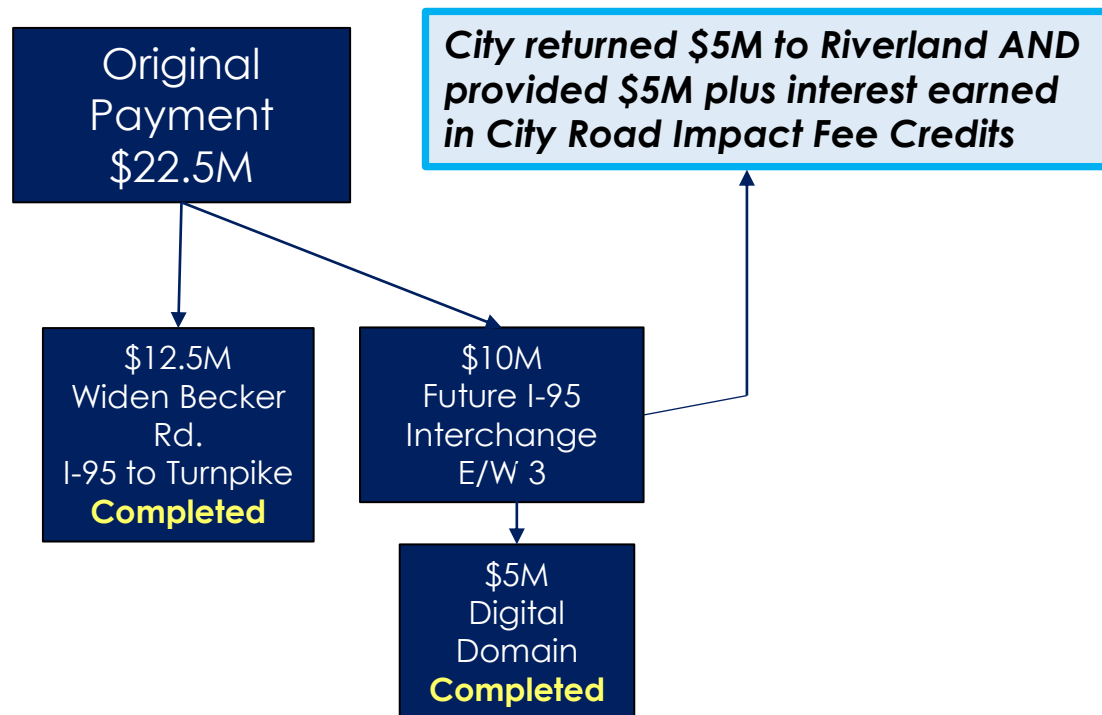 Original
Payment
$22.5M
City returned $5M to Riverland AND
provided $5M plus interest earned
in City Road Impact Fee Credits
$12.5M
Widen Becker
Rd.
I-95 to Turnpike
Completed
$10M
Future I-95
Interchange
E/W 3
$5M
Digital
Domain
Completed